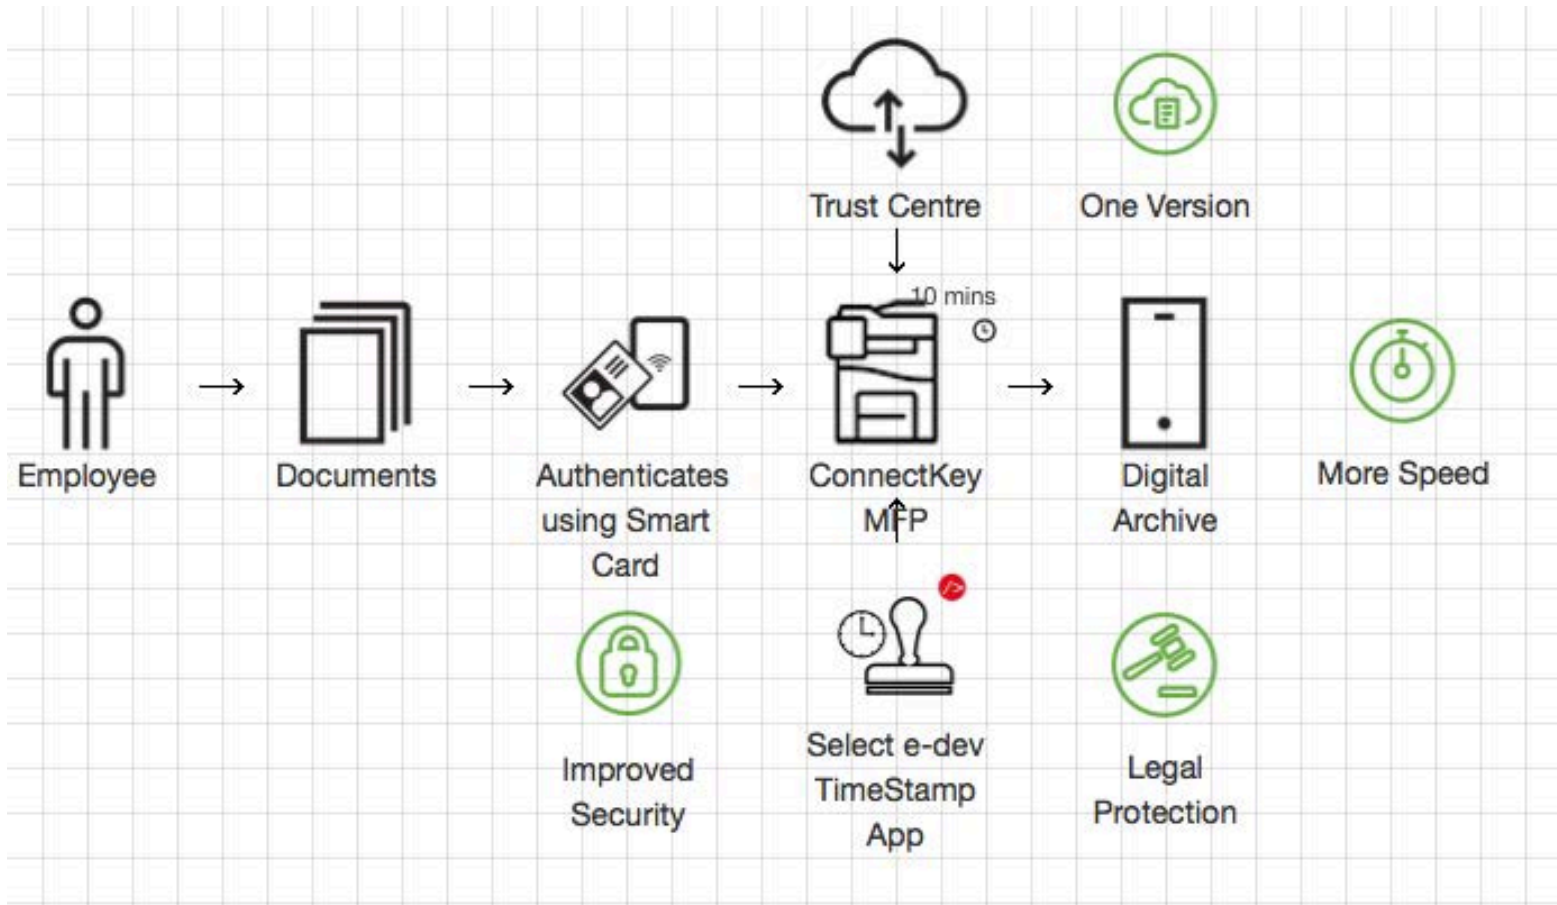 Trust Centre
One Version
10 mins
Employee
Documents
Authenticates
using Smart
Card
ConnectKey
MFP
Digital
Archive
More Speed
Improved
Security
Select e-dev
TimeStamp
App
Legal
Protection